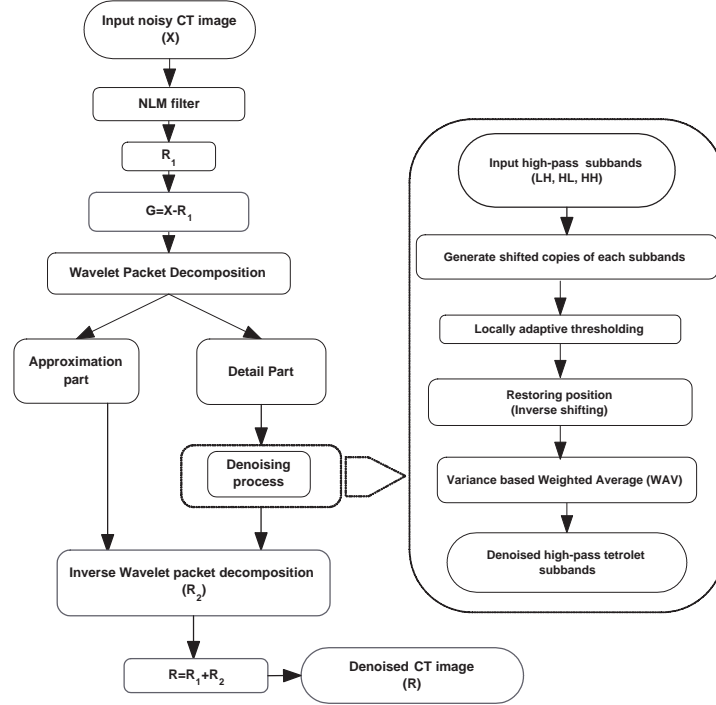 Input noisy CT image
(X)
NLM filter
R1
G=X-R1
Wavelet Packet Decomposition
Approximation
part
Detail Part
Denoising
process
Inverse Wavelet packet decomposition
(R2)
R=R1+R2
Denoised CT image
(R)
Input high-pass subbands
(LH, HL, HH)
Generate shifted copies of each subbands
Locally adaptive thresholding
Restoring position
(Inverse shifting)
Variance based Weighted Average (WAV)
Denoised high-pass tetrolet
subbands